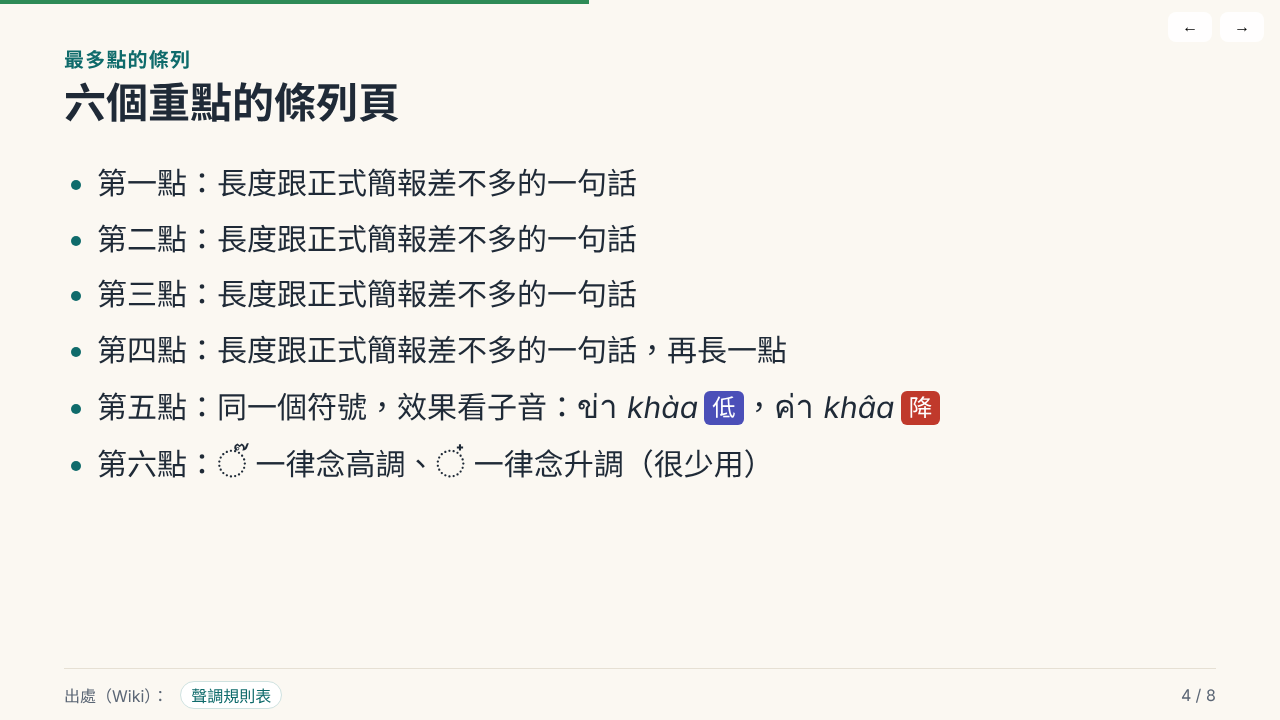 ← →
最多點的條列
六個重點的條列頁
• 第一點：長度跟正式簡報差不多的一句話
• 第二點：長度跟正式簡報差不多的一句話
• 第三點：長度跟正式簡報差不多的一句話
• 第四點：長度跟正式簡報差不多的一句話，再長一點
• 第五點：同一個符號，效果看子音：ข่า khàa 低，ค่า khâa 降
• 第六點：◌๊ 一律念高調、◌๋ 一律念升調（很少用）
出處（Wiki）： 聲調規則表
4 / 8